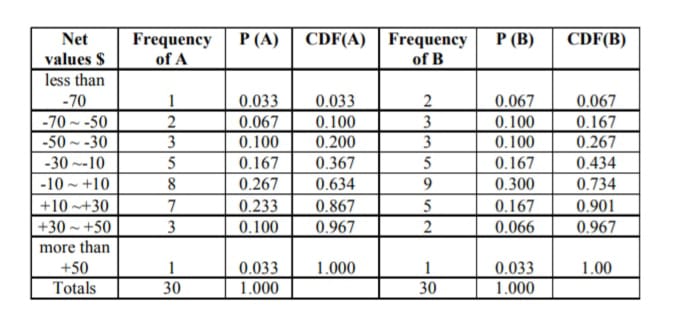 Net values $ | Frequency of A | P (A) | CDF(A) | Frequency of B | P (B) | CDF(B)
less than -70 | 1 | 0.033 | 0.033 | 2 | 0.067 | 0.067
-70 ~ -50 | 2 | 0.067 | 0.100 | 3 | 0.100 | 0.167
-50 ~ -30 | 3 | 0.100 | 0.200 | 3 | 0.100 | 0.267
-30 ~-10 | 5 | 0.167 | 0.367 | 5 | 0.167 | 0.434
-10 ~ +10 | 8 | 0.267 | 0.634 | 9 | 0.300 | 0.734
+10 ~+30 | 7 | 0.233 | 0.867 | 5 | 0.167 | 0.901
+30 ~ +50 | 3 | 0.100 | 0.967 | 2 | 0.066 | 0.967
more than +50 | 1 | 0.033 | 1.000 | 1 | 0.033 | 1.00
Totals | 30 | 1.000 | | 30 | 1.000 |